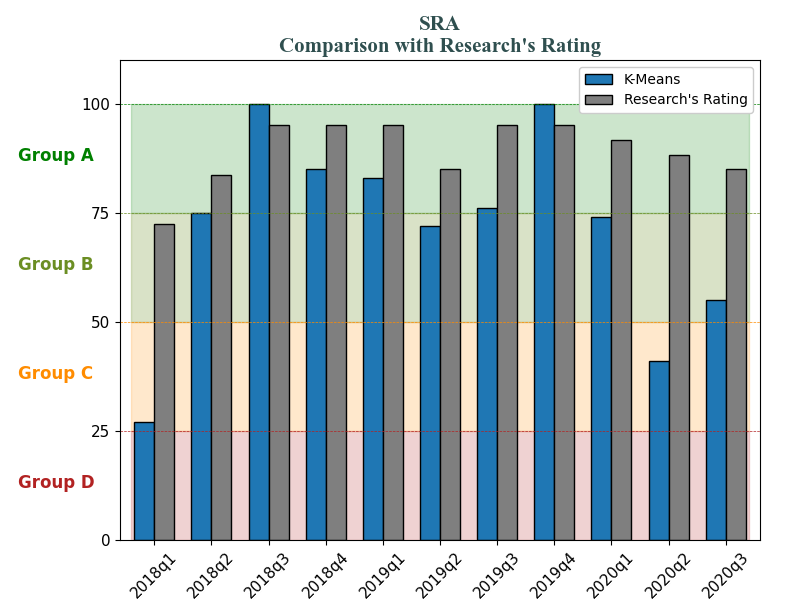 SRA
Comparison with Research's Rating
K-Means
Research's Rating
100
Group A
75
Group B
50
Group C
25
Group D
0
2018q1 2018q2 2018q3 2018q4 2019q1 2019q2 2019q3 2019q4 2020q1 2020q2 2020q3